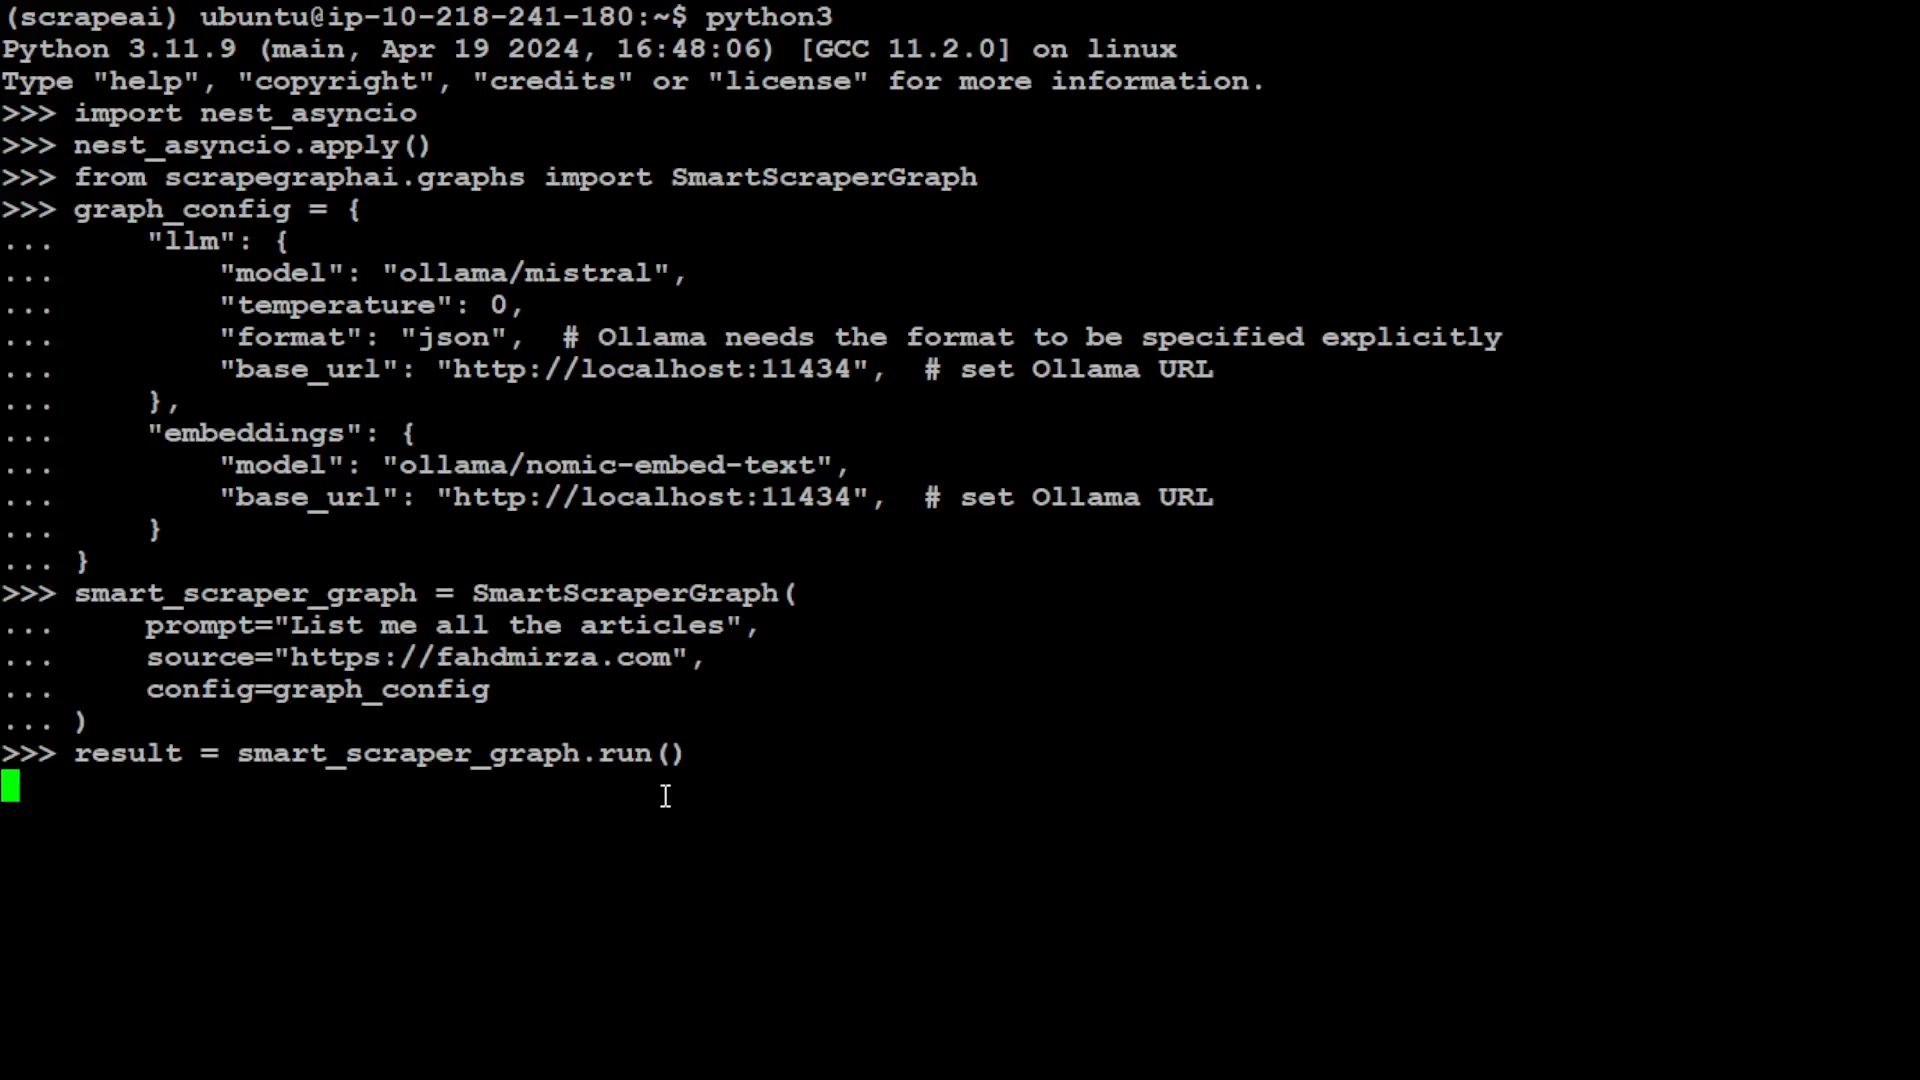 (scrapeai) ubuntu@ip-10-218-241-180:~$ python3
Python 3.11.9 (main, Apr 19 2024, 16:48:06) [GCC 11.2.0] on linux
Type "help", "copyright", "credits" or "license" for more information.
>>> import nest_asyncio
>>> nest_asyncio.apply()
>>> from scrapegraphai.graphs import SmartScraperGraph
>>> graph_config = {
...     "llm": {
...         "model": "ollama/mistral",
...         "temperature": 0,
...         "format": "json",  # Ollama needs the format to be specified explicitly
...         "base_url": "http://localhost:11434",  # set Ollama URL
...     },
...     "embeddings": {
...         "model": "ollama/nomic-embed-text",
...         "base_url": "http://localhost:11434",  # set Ollama URL
...     }
... }
>>> smart_scraper_graph = SmartScraperGraph(
...     prompt="List me all the articles",
...     source="https://fahdmirza.com",
...     config=graph_config
... )
>>> result = smart_scraper_graph.run()